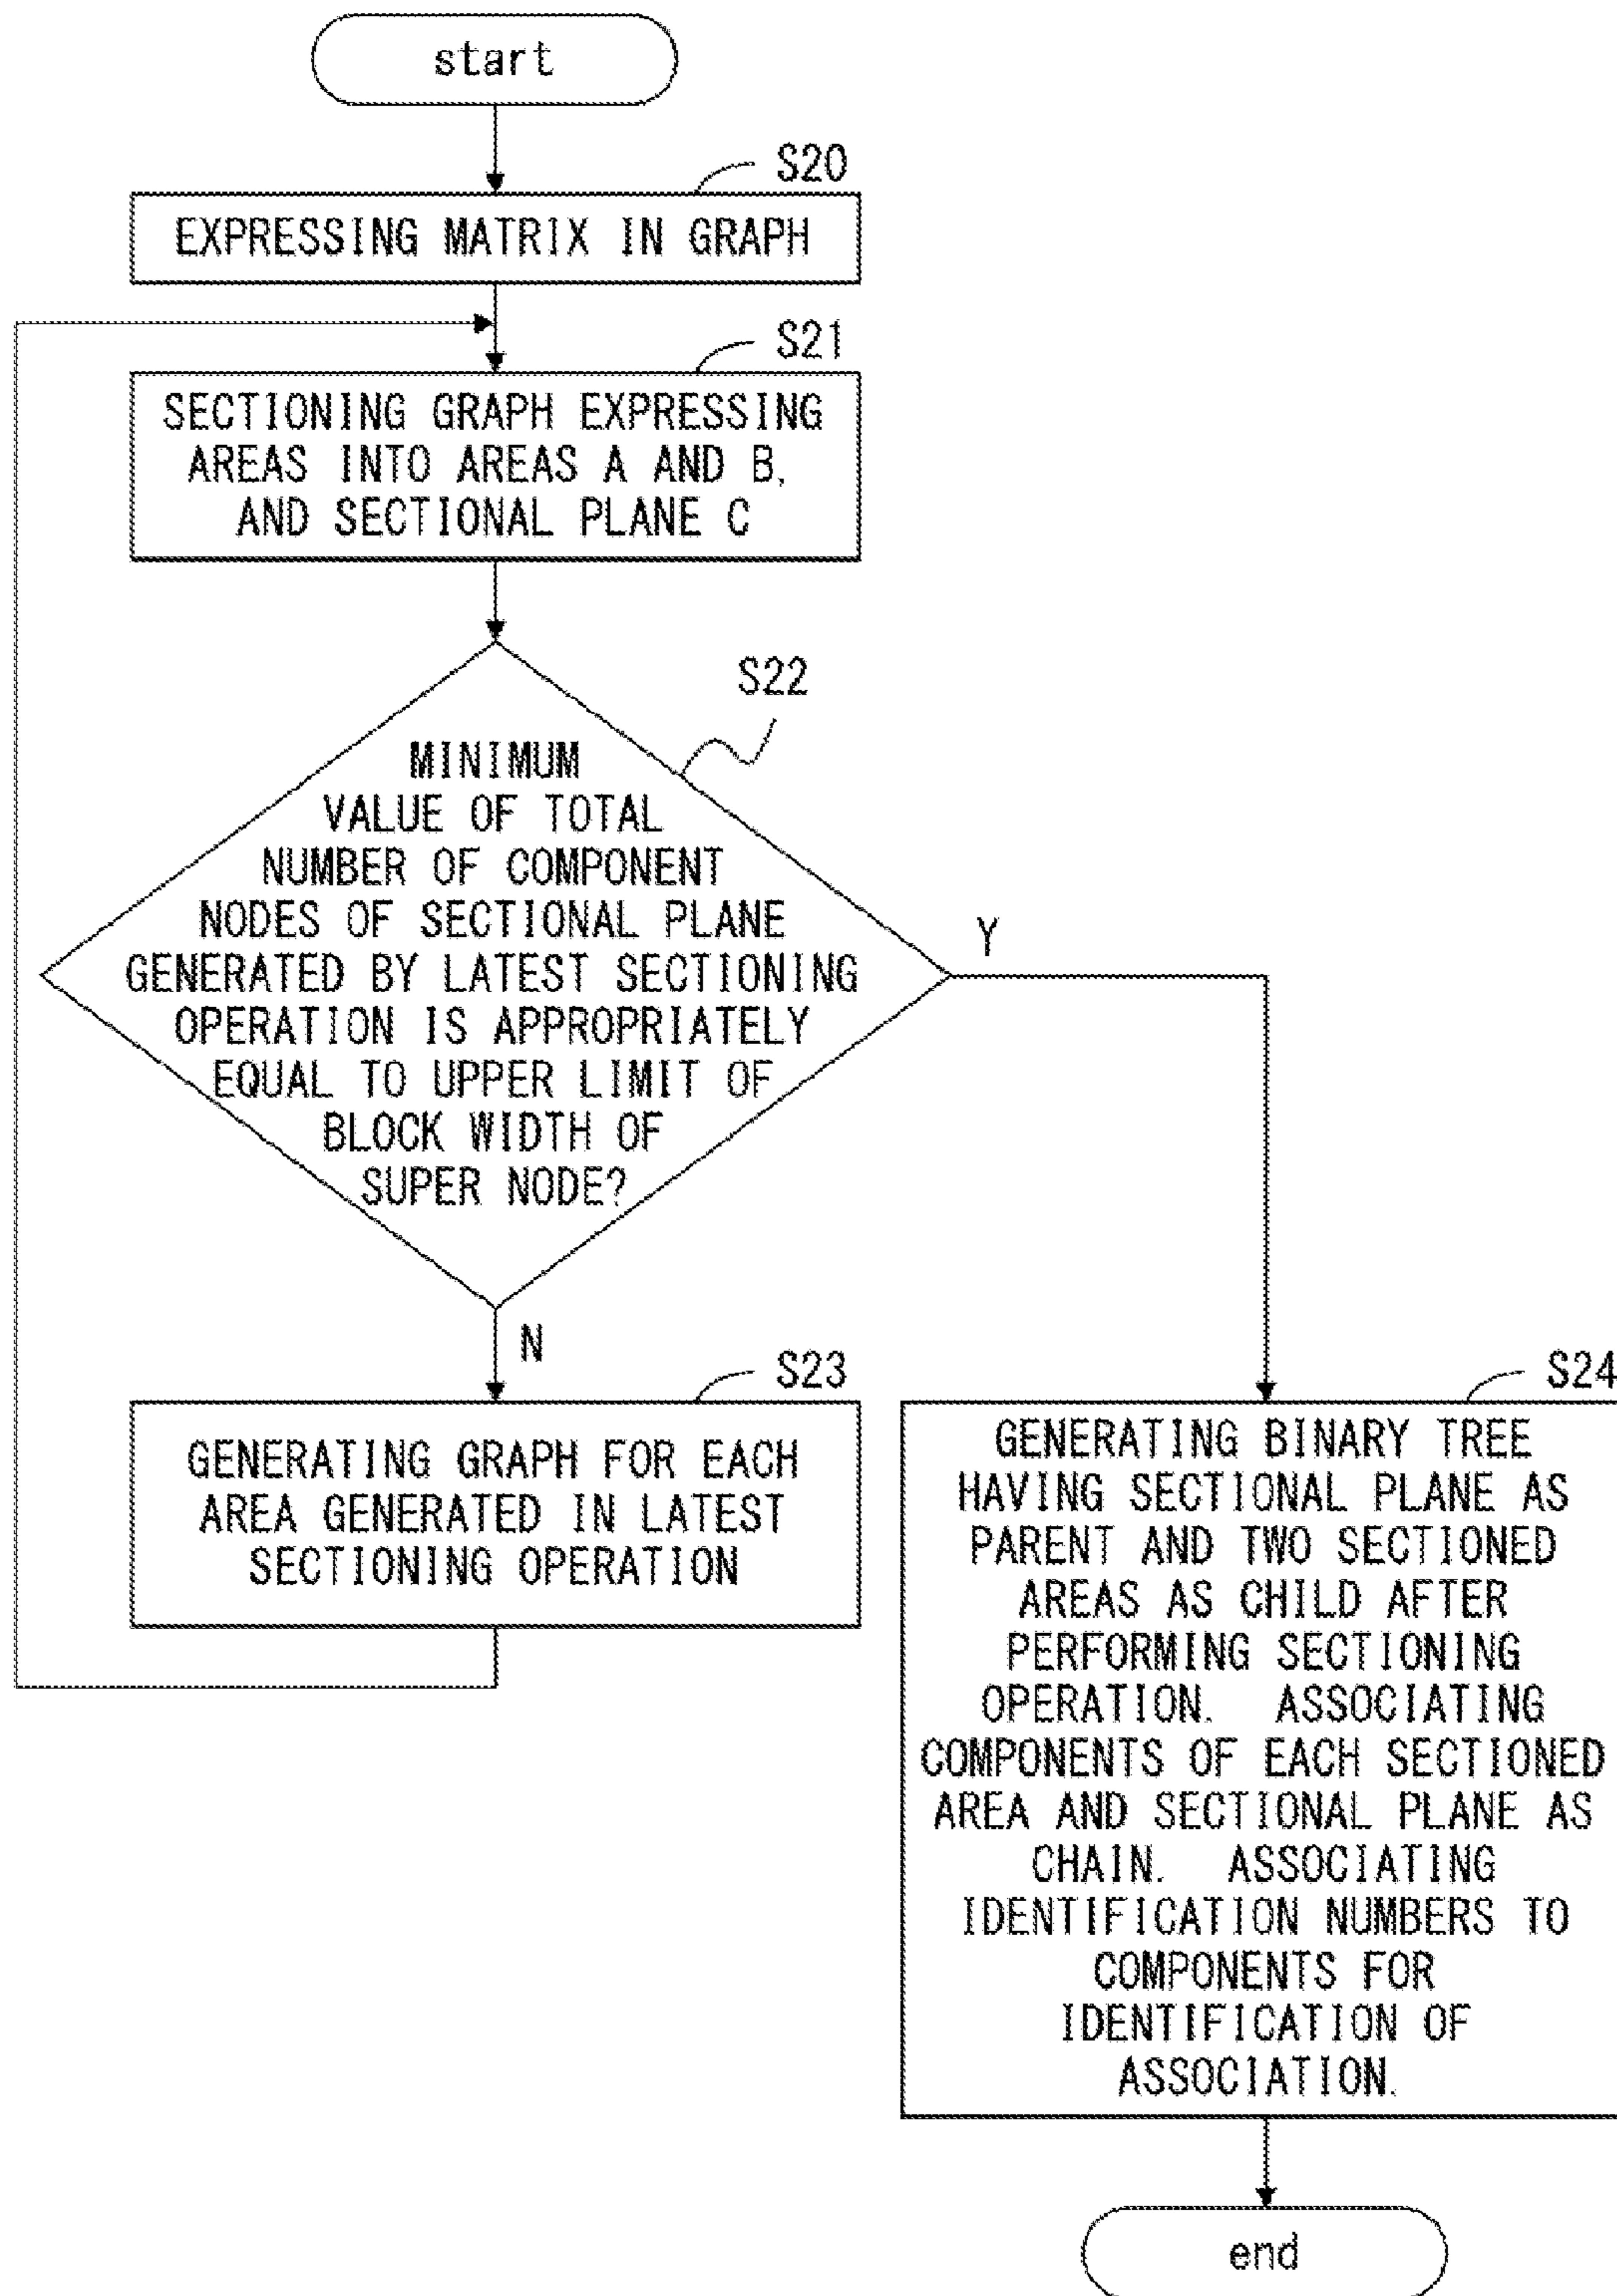 start
S20
EXPRESSING MATRIX IN GRAPH
S21
SECTIONING GRAPH EXPRESSING
AREAS INTO AREAS A AND B,
AND SECTIONAL PLANE C
S22
MINIMUM
VALUE OF TOTAL
NUMBER OF COMPONENT
NODES OF SECTIONAL PLANE
GENERATED BY LATEST SECTIONING
OPERATION IS APPROPRIATELY
EQUAL TO UPPER LIMIT OF
BLOCK WIDTH OF
SUPER NODE?
Y
N
S23
GENERATING GRAPH FOR EACH
AREA GENERATED IN LATEST
SECTIONING OPERATION
S24
GENERATING BINARY TREE
HAVING SECTIONAL PLANE AS
PARENT AND TWO SECTIONED
AREAS AS CHILD AFTER
PERFORMING SECTIONING
OPERATION. ASSOCIATING
COMPONENTS OF EACH SECTIONED
AREA AND SECTIONAL PLANE AS
CHAIN. ASSOCIATING
IDENTIFICATION NUMBERS TO
COMPONENTS FOR
IDENTIFICATION OF
ASSOCIATION.
end